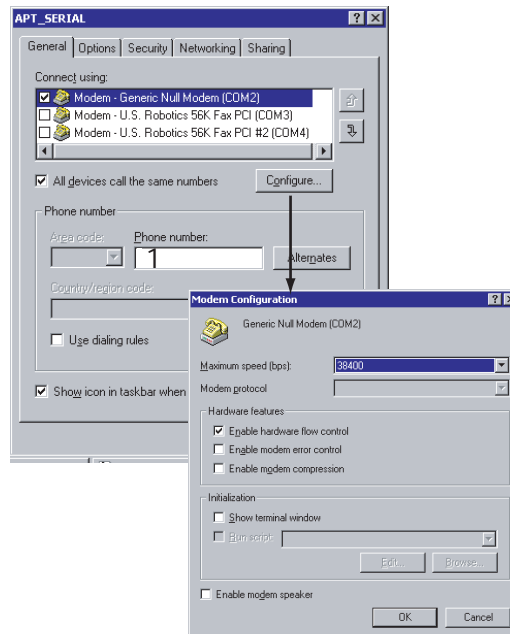 APT_SERIAL
General Options Security Networking Sharing
Connect using:
Modem - Generic Null Modem (COM2)
Modem - U.S. Robotics 56K Fax PCI (COM3)
Modem - U.S. Robotics 56K Fax PCI #2 (COM4)
All devices call the same numbers Configure...
Phone number
Area code: Phone number:
1 Alternates
Country/region code:
Use dialing rules
Show icon in taskbar when
Modem Configuration
Generic Null Modem (COM2)
Maximum speed (bps): 38400
Modem protocol
Hardware features
Enable hardware flow control
Enable modem error control
Enable modem compression
Initialization
Show terminal window
Run script:
Edit... Browse...
Enable modem speaker
OK Cancel